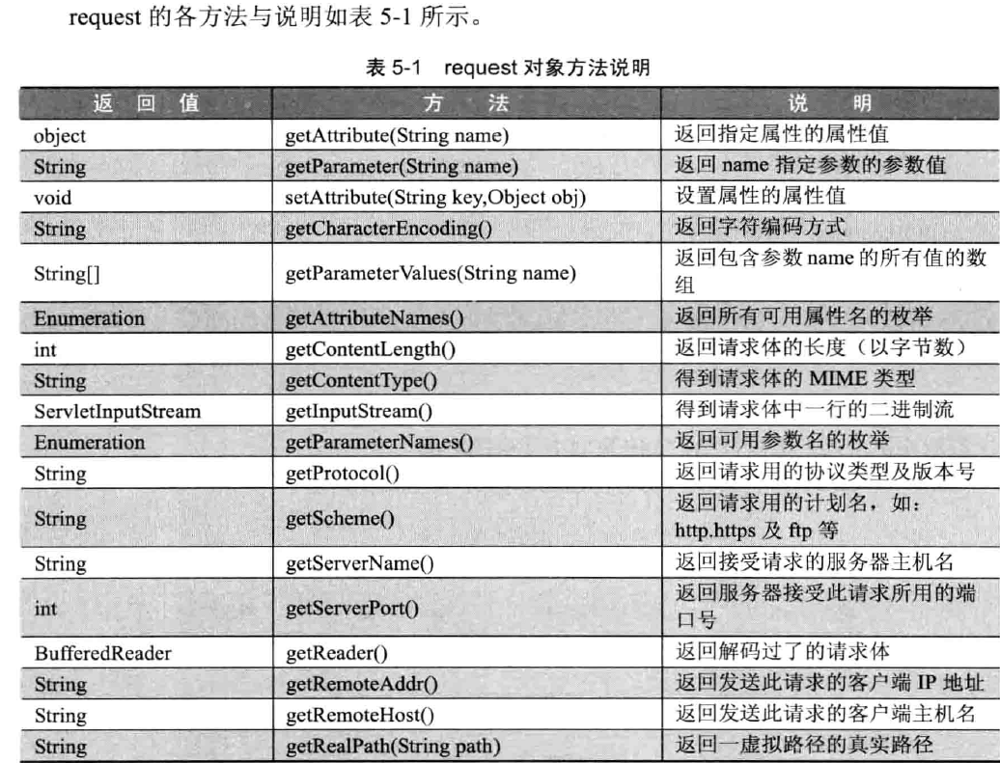 request 的各方法与说明如表 5-1 所示。
表 5-1 request 对象方法说明
返 回 值 方 法 说 明
object getAttribute(String name) 返回指定属性的属性值
String getParameter(String name) 返回 name 指定参数的参数值
void setAttribute(String key,Object obj) 设置属性的属性值
String getCharacterEncoding() 返回字符编码方式
String[] getParameterValues(String name) 返回包含参数 name 的所有值的数
组
Enumeration getAttributeNames() 返回所有可用属性名的枚举
int getContentLength() 返回请求体的长度（以字节数）
String getContentType() 得到请求体的 MIME 类型
ServletInputStream getInputStream() 得到请求体中一行的二进制流
Enumeration getParameterNames() 返回可用参数名的枚举
String getProtocol() 返回请求用的协议类型及版本号
String getScheme() 返回请求用的计划名，如：
http.https 及 ftp 等
String getServerName() 返回接受请求的服务器主机名
int getServerPort() 返回服务器接受此请求所用的端
口号
BufferedReader getReader() 返回解码过了的请求体
String getRemoteAddr() 返回发送此请求的客户端 IP 地址
String getRemoteHost() 返回发送此请求的客户端主机名
String getRealPath(String path) 返回一虚拟路径的真实路径